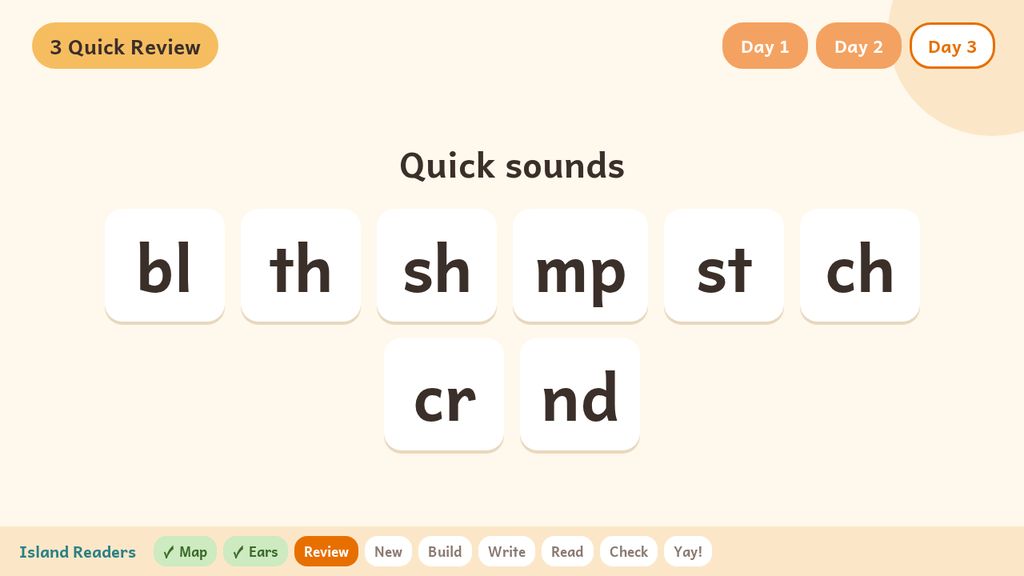 3 Quick Review
Day 1 Day 2 Day 3
Quick sounds
bl th sh mp st ch
cr nd
Island Readers ✓ Map ✓ Ears Review New Build Write Read Check Yay!